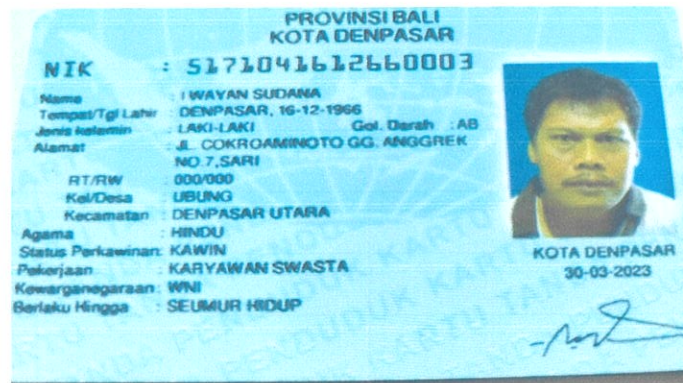 PROVINSI BALI
KOTA DENPASAR
NIK : 5171041612660003
Nama : I WAYAN SUDANA
Tempat/Tgl Lahir : DENPASAR, 16-12-1966
Jenis kelamin : LAKI-LAKI Gol. Darah : AB
Alamat : JL. COKROAMINOTO GG. ANGGREK
NO.7,SARI
RT/RW : 000/000
Kel/Desa : UBUNG
Kecamatan : DENPASAR UTARA
Agama : HINDU
Status Perkawinan: KAWIN
Pekerjaan : KARYAWAN SWASTA
Kewarganegaraan : WNI
Berlaku Hingga : SEUMUR HIDUP
KOTA DENPASAR
30-03-2023